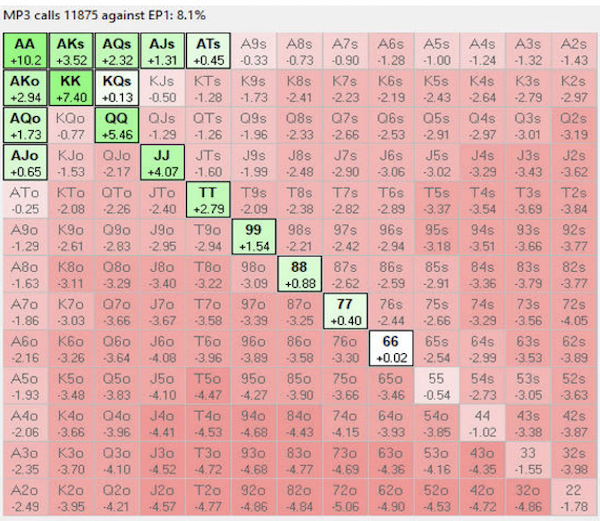 MP3 calls 11875 against EP1: 8.1%
AA AKs AQs AJs ATs A9s A8s A7s A6s A5s A4s A3s A2s
+10.2 +3.52 +2.32 +1.31 +0.45 -0.33 -0.73 -0.90 -1.28 -1.00 -1.24 -1.32 -1.43
AKo KK KQs KJs KTs K9s K8s K7s K6s K5s K4s K3s K2s
+2.94 +7.40 +0.13 -0.50 -1.28 -1.73 -2.41 -2.23 -2.19 -2.43 -2.64 -2.79 -2.97
AQo KQo QQ QJs QTs Q9s Q8s Q7s Q6s Q5s Q4s Q3s Q2s
+1.73 -0.77 +5.46 -1.29 -1.26 -1.96 -2.33 -2.66 -2.53 -2.91 -2.97 -3.01 -3.19
AJo KJo QJo JJ JTs J9s J8s J7s J6s J5s J4s J3s J2s
+0.65 -1.53 -2.17 +4.07 -1.60 -1.99 -2.48 -2.90 -3.06 -3.02 -3.29 -3.43 -3.62
ATo KTo QTo JTo TT T9s T8s T7s T6s T5s T4s T3s T2s
-0.25 -2.08 -2.26 -2.40 +2.79 -2.09 -2.38 -2.82 -2.89 -3.37 -3.54 -3.69 -3.84
A9o K9o Q9o J9o T9o 99 98s 97s 96s 95s 94s 93s 92s
-1.29 -2.61 -2.83 -2.95 -2.94 +1.54 -2.21 -2.42 -2.94 -3.18 -3.51 -3.66 -3.77
A8o K8o Q8o J8o T8o 98o 88 87s 86s 85s 84s 83s 82s
-1.63 -3.11 -3.29 -3.40 -3.22 -3.09 +0.88 -2.62 -2.59 -2.91 -3.36 -3.79 -3.77
A7o K7o Q7o J7o T7o 97o 87o 77 76s 75s 74s 73s 72s
-1.86 -3.03 -3.66 -3.67 -3.58 -3.39 -3.25 +0.40 -2.44 -2.66 -3.29 -3.56 -4.05
A6o K6o Q6o J6o T6o 96o 86o 76o 66 65s 64s 63s 62s
-2.16 -3.26 -3.64 -4.08 -3.96 -3.89 -3.58 -3.30 +0.02 -2.54 -2.99 -3.53 -3.89
A5o K5o Q5o J5o T5o 95o 85o 75o 65o 55 54s 53s 52s
-1.93 -3.48 -3.83 -4.10 -4.47 -4.27 -3.90 -3.66 -3.46 -0.54 -2.73 -3.05 -3.63
A4o K4o Q4o J4o T4o 94o 84o 74o 64o 54o 44 43s 42s
-2.06 -3.66 -3.96 -4.41 -4.53 -4.68 -4.43 -4.15 -3.93 -3.85 -1.02 -3.38 -3.87
A3o K3o Q3o J3o T3o 93o 83o 73o 63o 53o 43o 33 32s
-2.35 -3.70 -4.10 -4.52 -4.72 -4.68 -4.77 -4.69 -4.36 -4.16 -4.35 -1.55 -3.98
A2o K2o Q2o J2o T2o 92o 82o 72o 62o 52o 42o 32o 22
-2.49 -3.95 -4.21 -4.57 -4.77 -4.86 -4.84 -5.06 -4.90 -4.53 -4.72 -4.86 -1.78